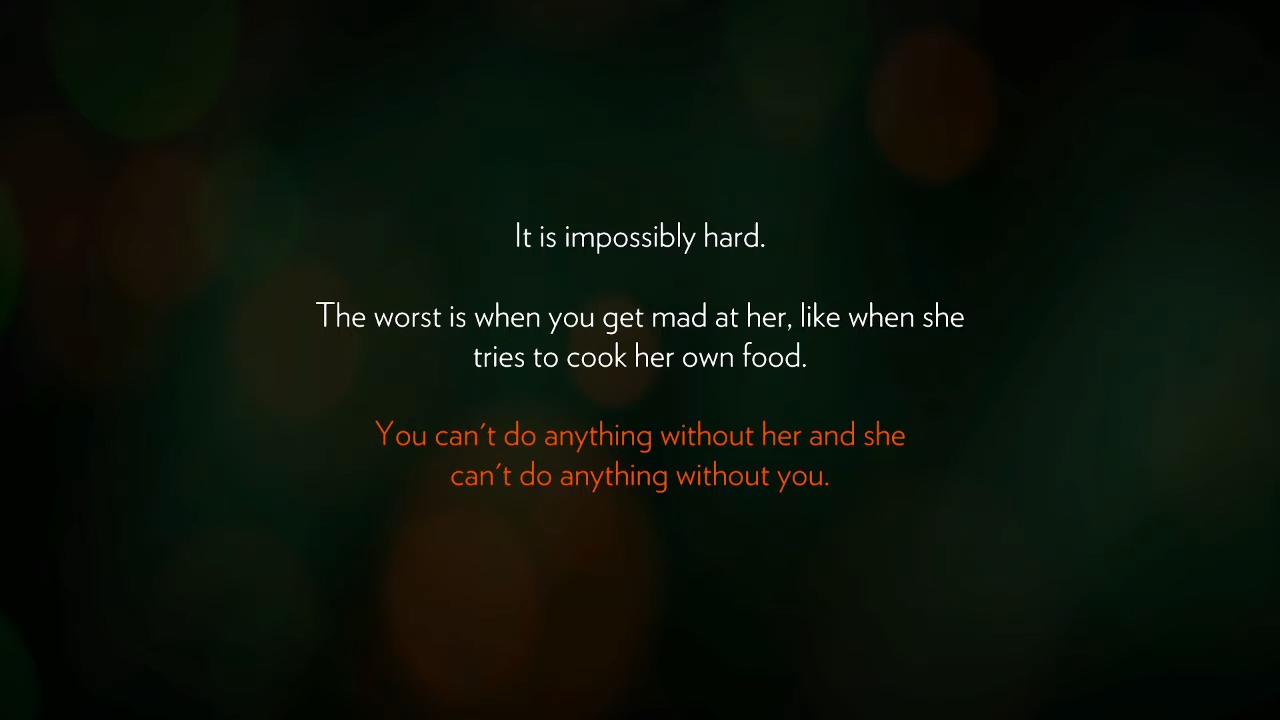 It is impossibly hard.
The worst is when you get mad at her, like when she
tries to cook her own food.
You can't do anything without her and she
can't do anything without you.